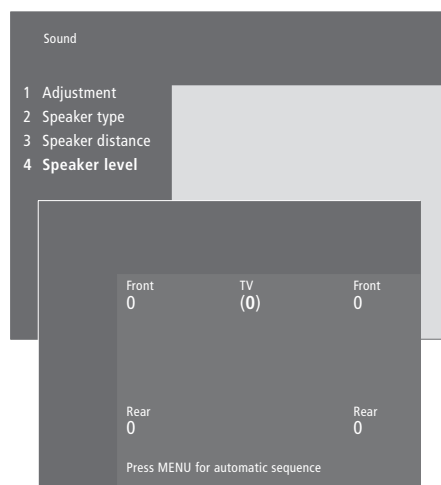 Sound
1 Adjustment
2 Speaker type
3 Speaker distance
4 Speaker level
Front TV Front
0 (0) 0
Rear Rear
0 0
Press MENU for automatic sequence